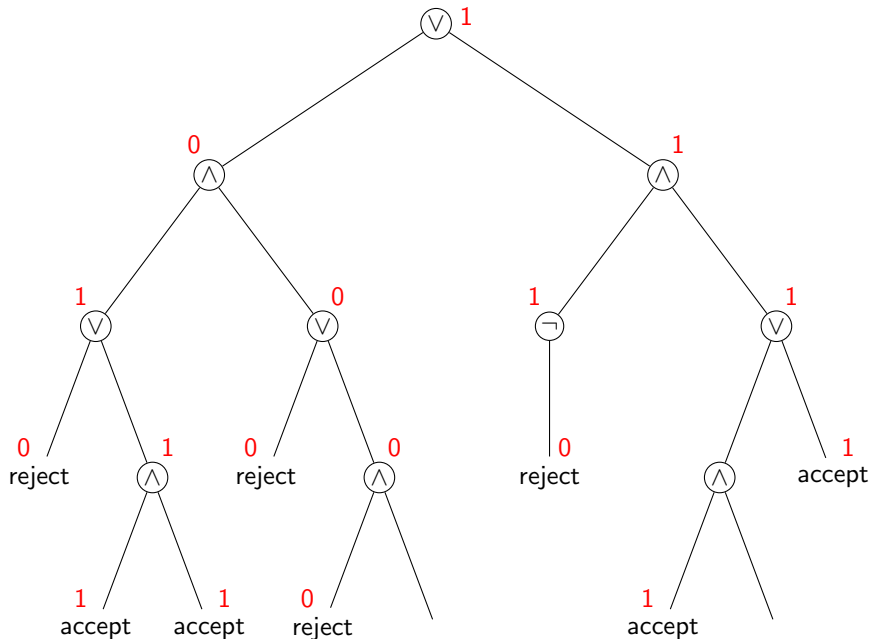 ∨ 1
0 1
∧ ∧
1 0 1 1
∨ ∨ ¬ ∨
0 1 0 0 0 1
reject ∧ reject ∧ reject ∧ accept
1 1 0 1
accept accept reject accept